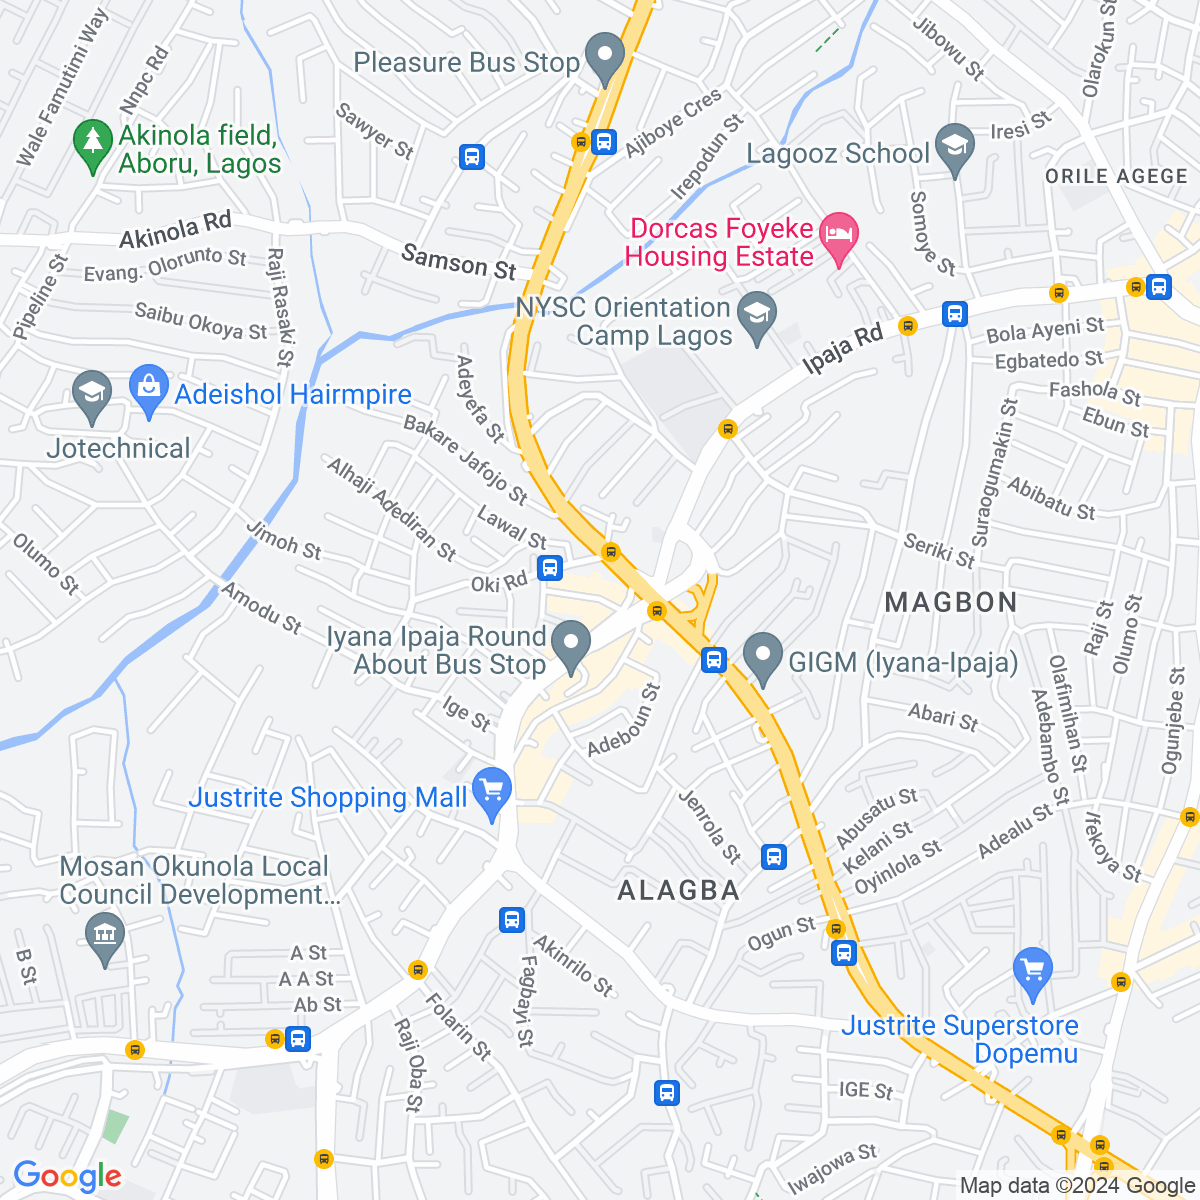 Wale Famutimi Way
Nnpc Rd
Pleasure Bus Stop
Sawyer St
Ajiboye Cres
Irepodun St
Jibowu St
Olarokun St
Iresi St
Lagooz School
ORILE AGEGE
Akinola field,
Aboru, Lagos
Akinola Rd
Samson St
Evang. Olorunto St
Raji Rasaki St
Pipeline St
Saibu Okoya St
Dorcas Foyeke
Housing Estate
Somoye St
NYSC Orientation
Camp Lagos
Ipaja Rd
Bola Ayeni St
Egbatedo St
Fashola St
Ebun St
Adeishol Hairmpire
Jotechnical
Adeyefa St
Bakare Jafojo St
Alhaji Adediran St
Lawal St
Suraogumakin St
Abibatu St
Seriki St
Olumo St
Jimoh St
Oki Rd
Amodu St
MAGBON
Raji St
Olumo St
Iyana Ipaja Round
About Bus Stop
GIGM (Iyana-Ipaja)
Olafimihan St
Adebambo St
Ogunjebe St
Ige St
Adeboun St
Abari St
Justrite Shopping Mall
Jenrola St
Abusatu St
Kelani St
Oyinlola St
Adealu St
Ifekoya St
Mosan Okunola Local
Council Development...
ALAGBA
Ogun St
B St
A St
A A St
Ab St
Fagbayi St
Akinrilo St
Folarin St
Raji Oba St
Justrite Superstore
Dopemu
IGE St
Iwajowa St
Google
Map data ©2024 Google